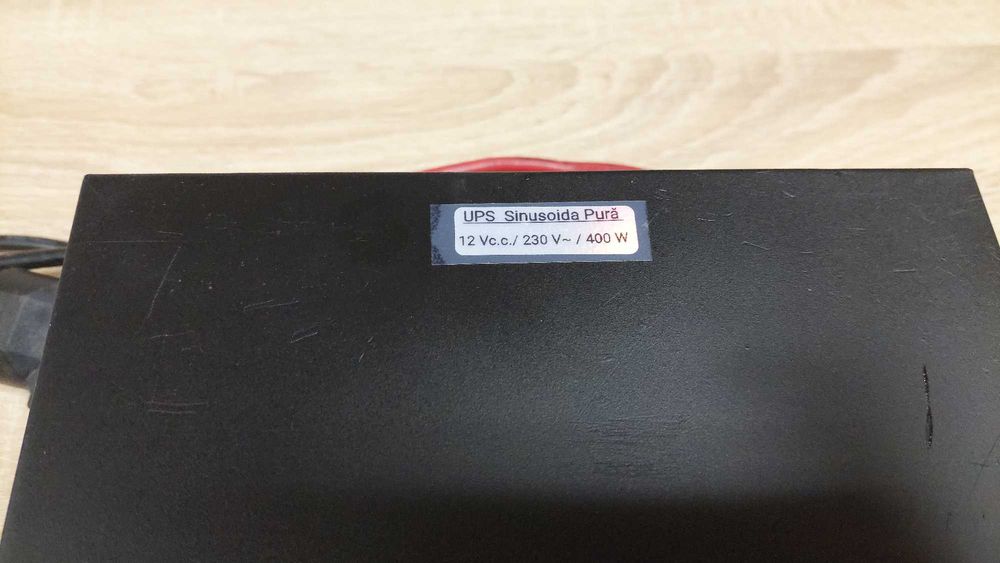 UPS Sinusoida Pură
12 Vc.c./ 230 V~ / 400 W